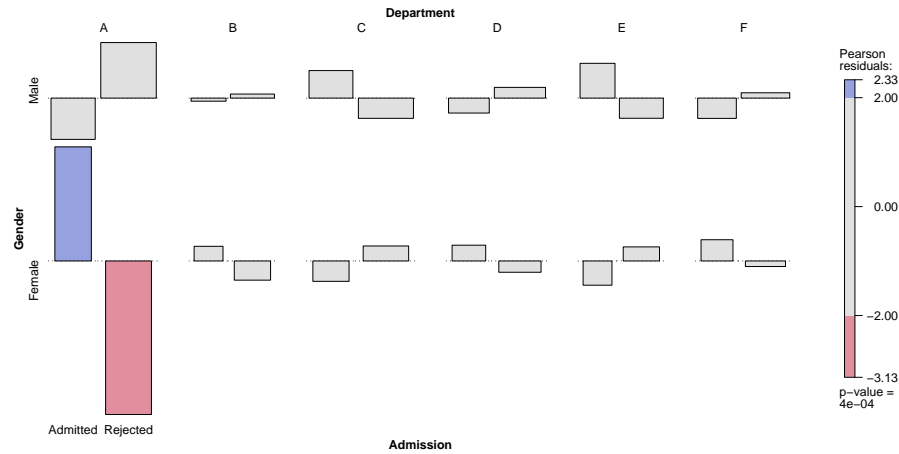 Department
A B C D E F
Male
Female
Gender
Admitted Rejected
Admission
Pearson
residuals:
2.33
2.00
0.00
−2.00
−3.13
p−value =
4e−04